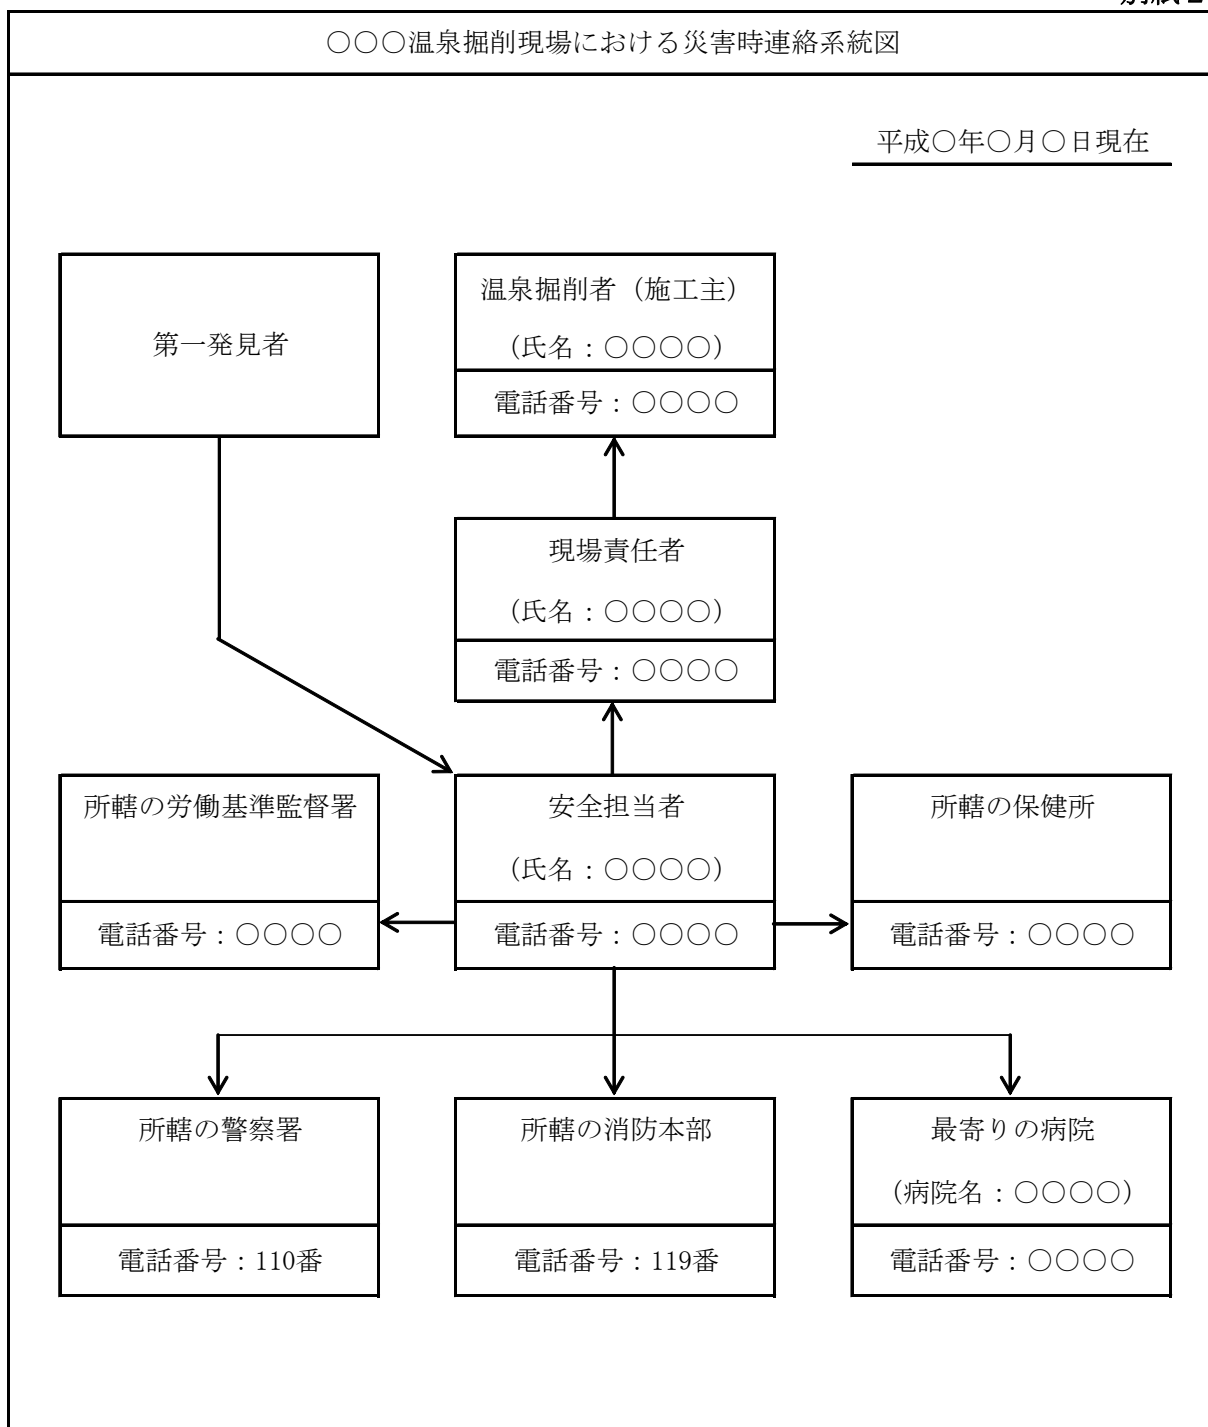 ○○○温泉掘削現場における災害時連絡系統図
平成○年○月○日現在
第一発見者
温泉掘削者（施工主）
（氏名：○○○○）
電話番号：○○○○
現場責任者
（氏名：○○○○）
電話番号：○○○○
所轄の労働基準監督署
電話番号：○○○○
安全担当者
（氏名：○○○○）
電話番号：○○○○
所轄の保健所
電話番号：○○○○
所轄の警察署
電話番号：110番
所轄の消防本部
電話番号：119番
最寄りの病院
（病院名：○○○○）
電話番号：○○○○